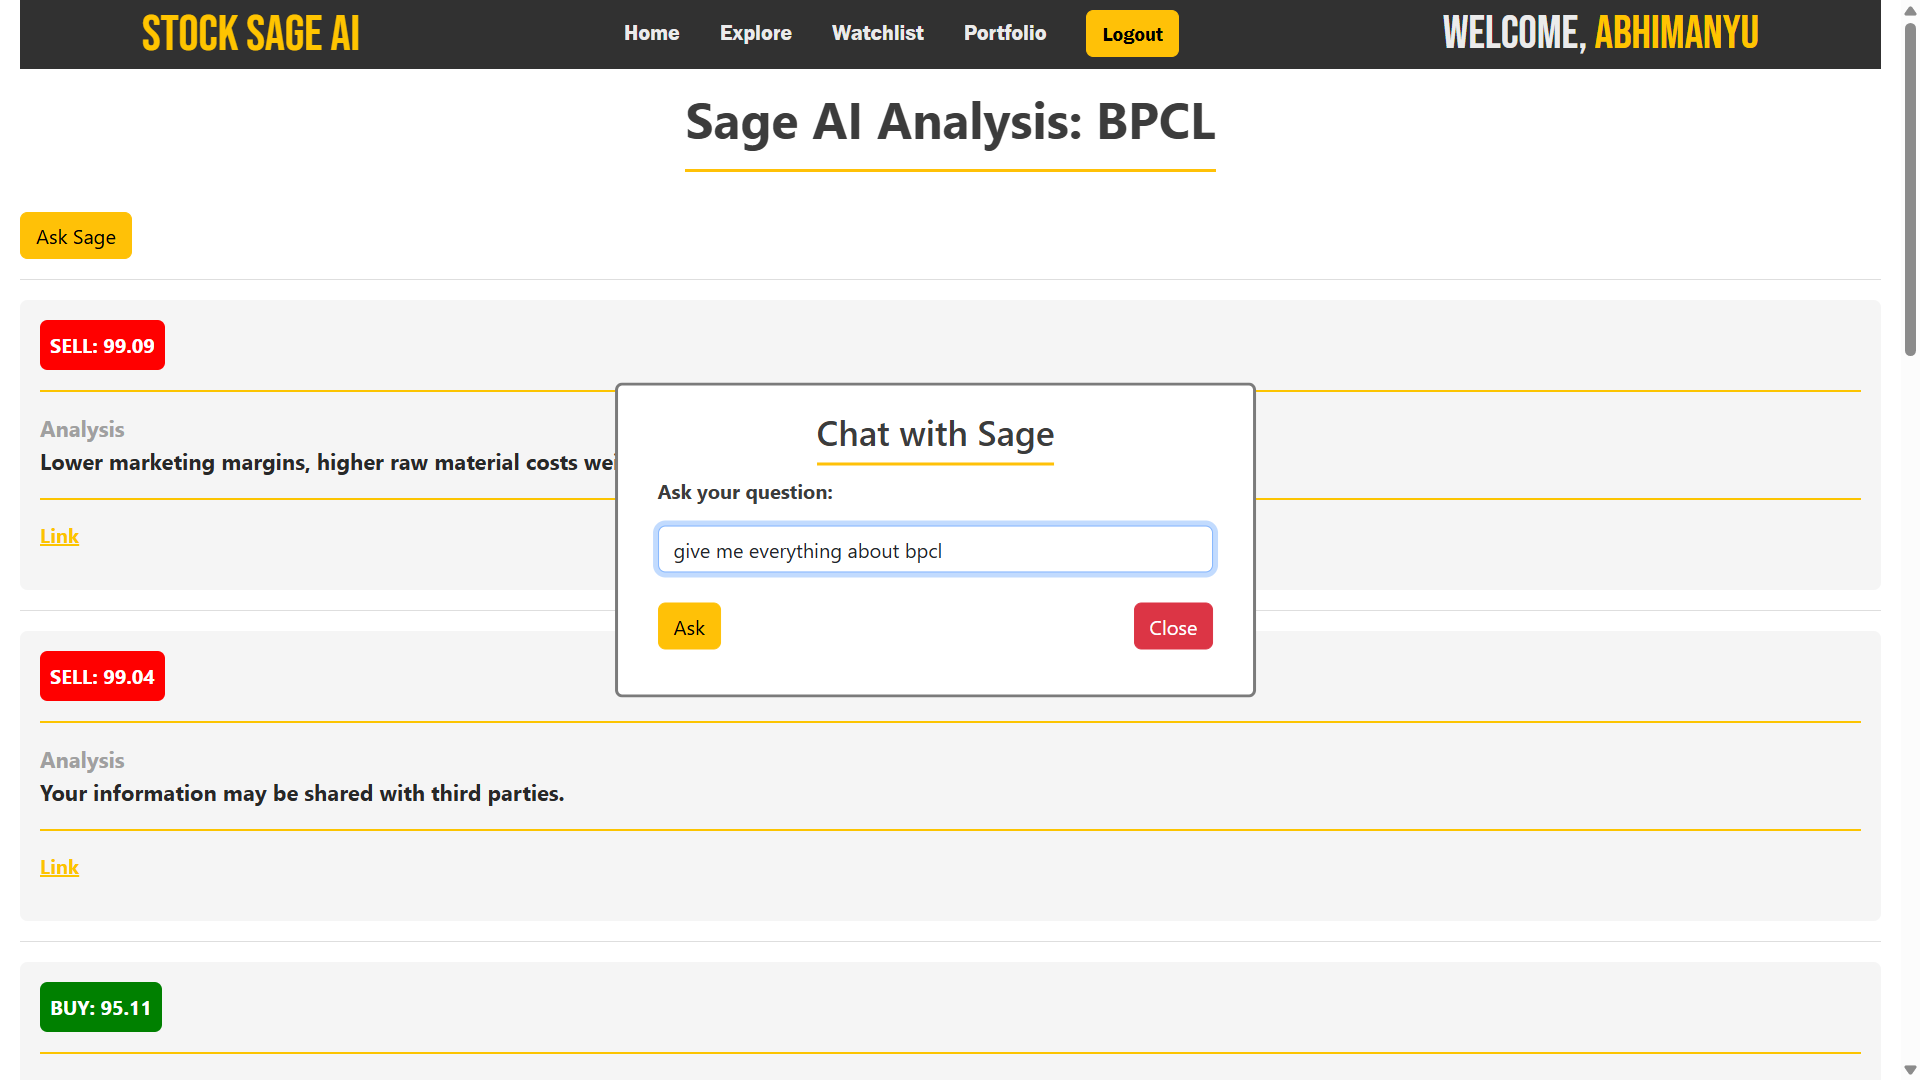 STOCK SAGE AI
Home Explore Watchlist Portfolio Logout
WELCOME, ABHIMANYU
Sage AI Analysis: BPCL
Ask Sage
SELL: 99.09
Analysis
Lower marketing margins, higher raw material costs
Link
Chat with Sage
Ask your question:
give me everything about bpcl
Ask Close
SELL: 99.04
Analysis
Your information may be shared with third parties.
Link
BUY: 95.11